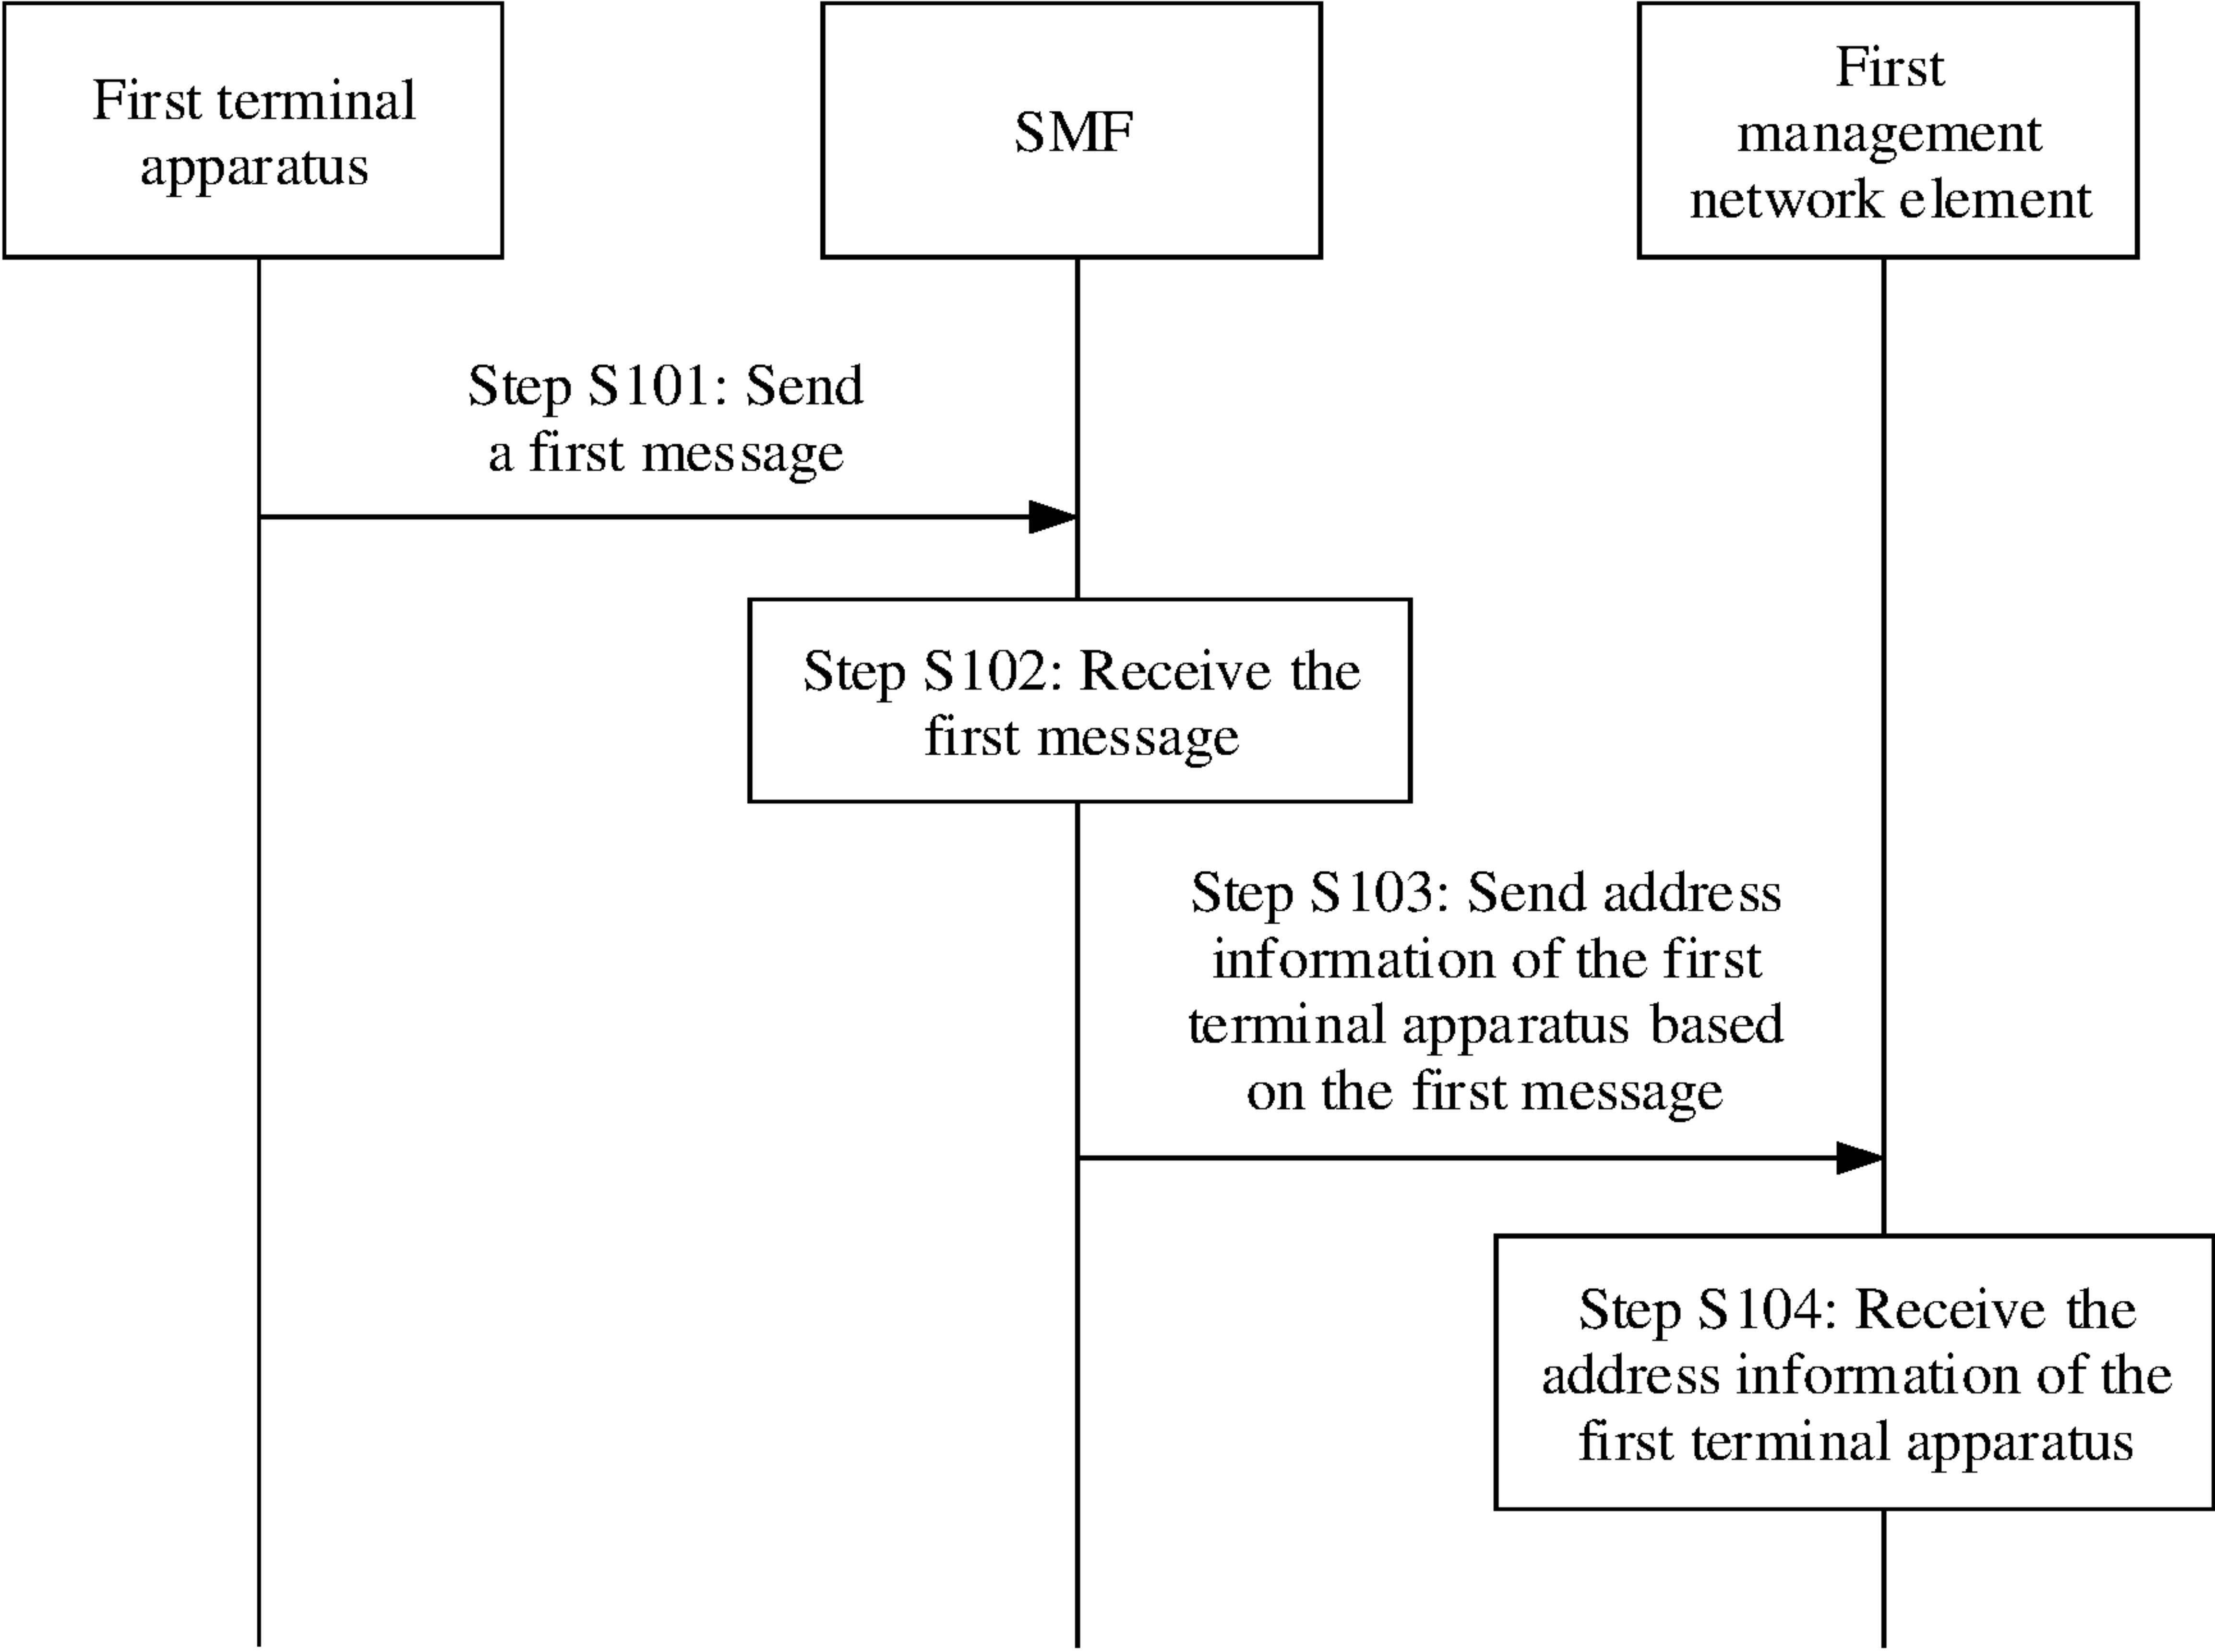 First terminal
apparatus
SMF
First
management
network element
Step S101: Send
a first message
Step S102: Receive the
first message
Step S103: Send address
information of the first
terminal apparatus based
on the first message
Step S104: Receive the
address information of the
first terminal apparatus